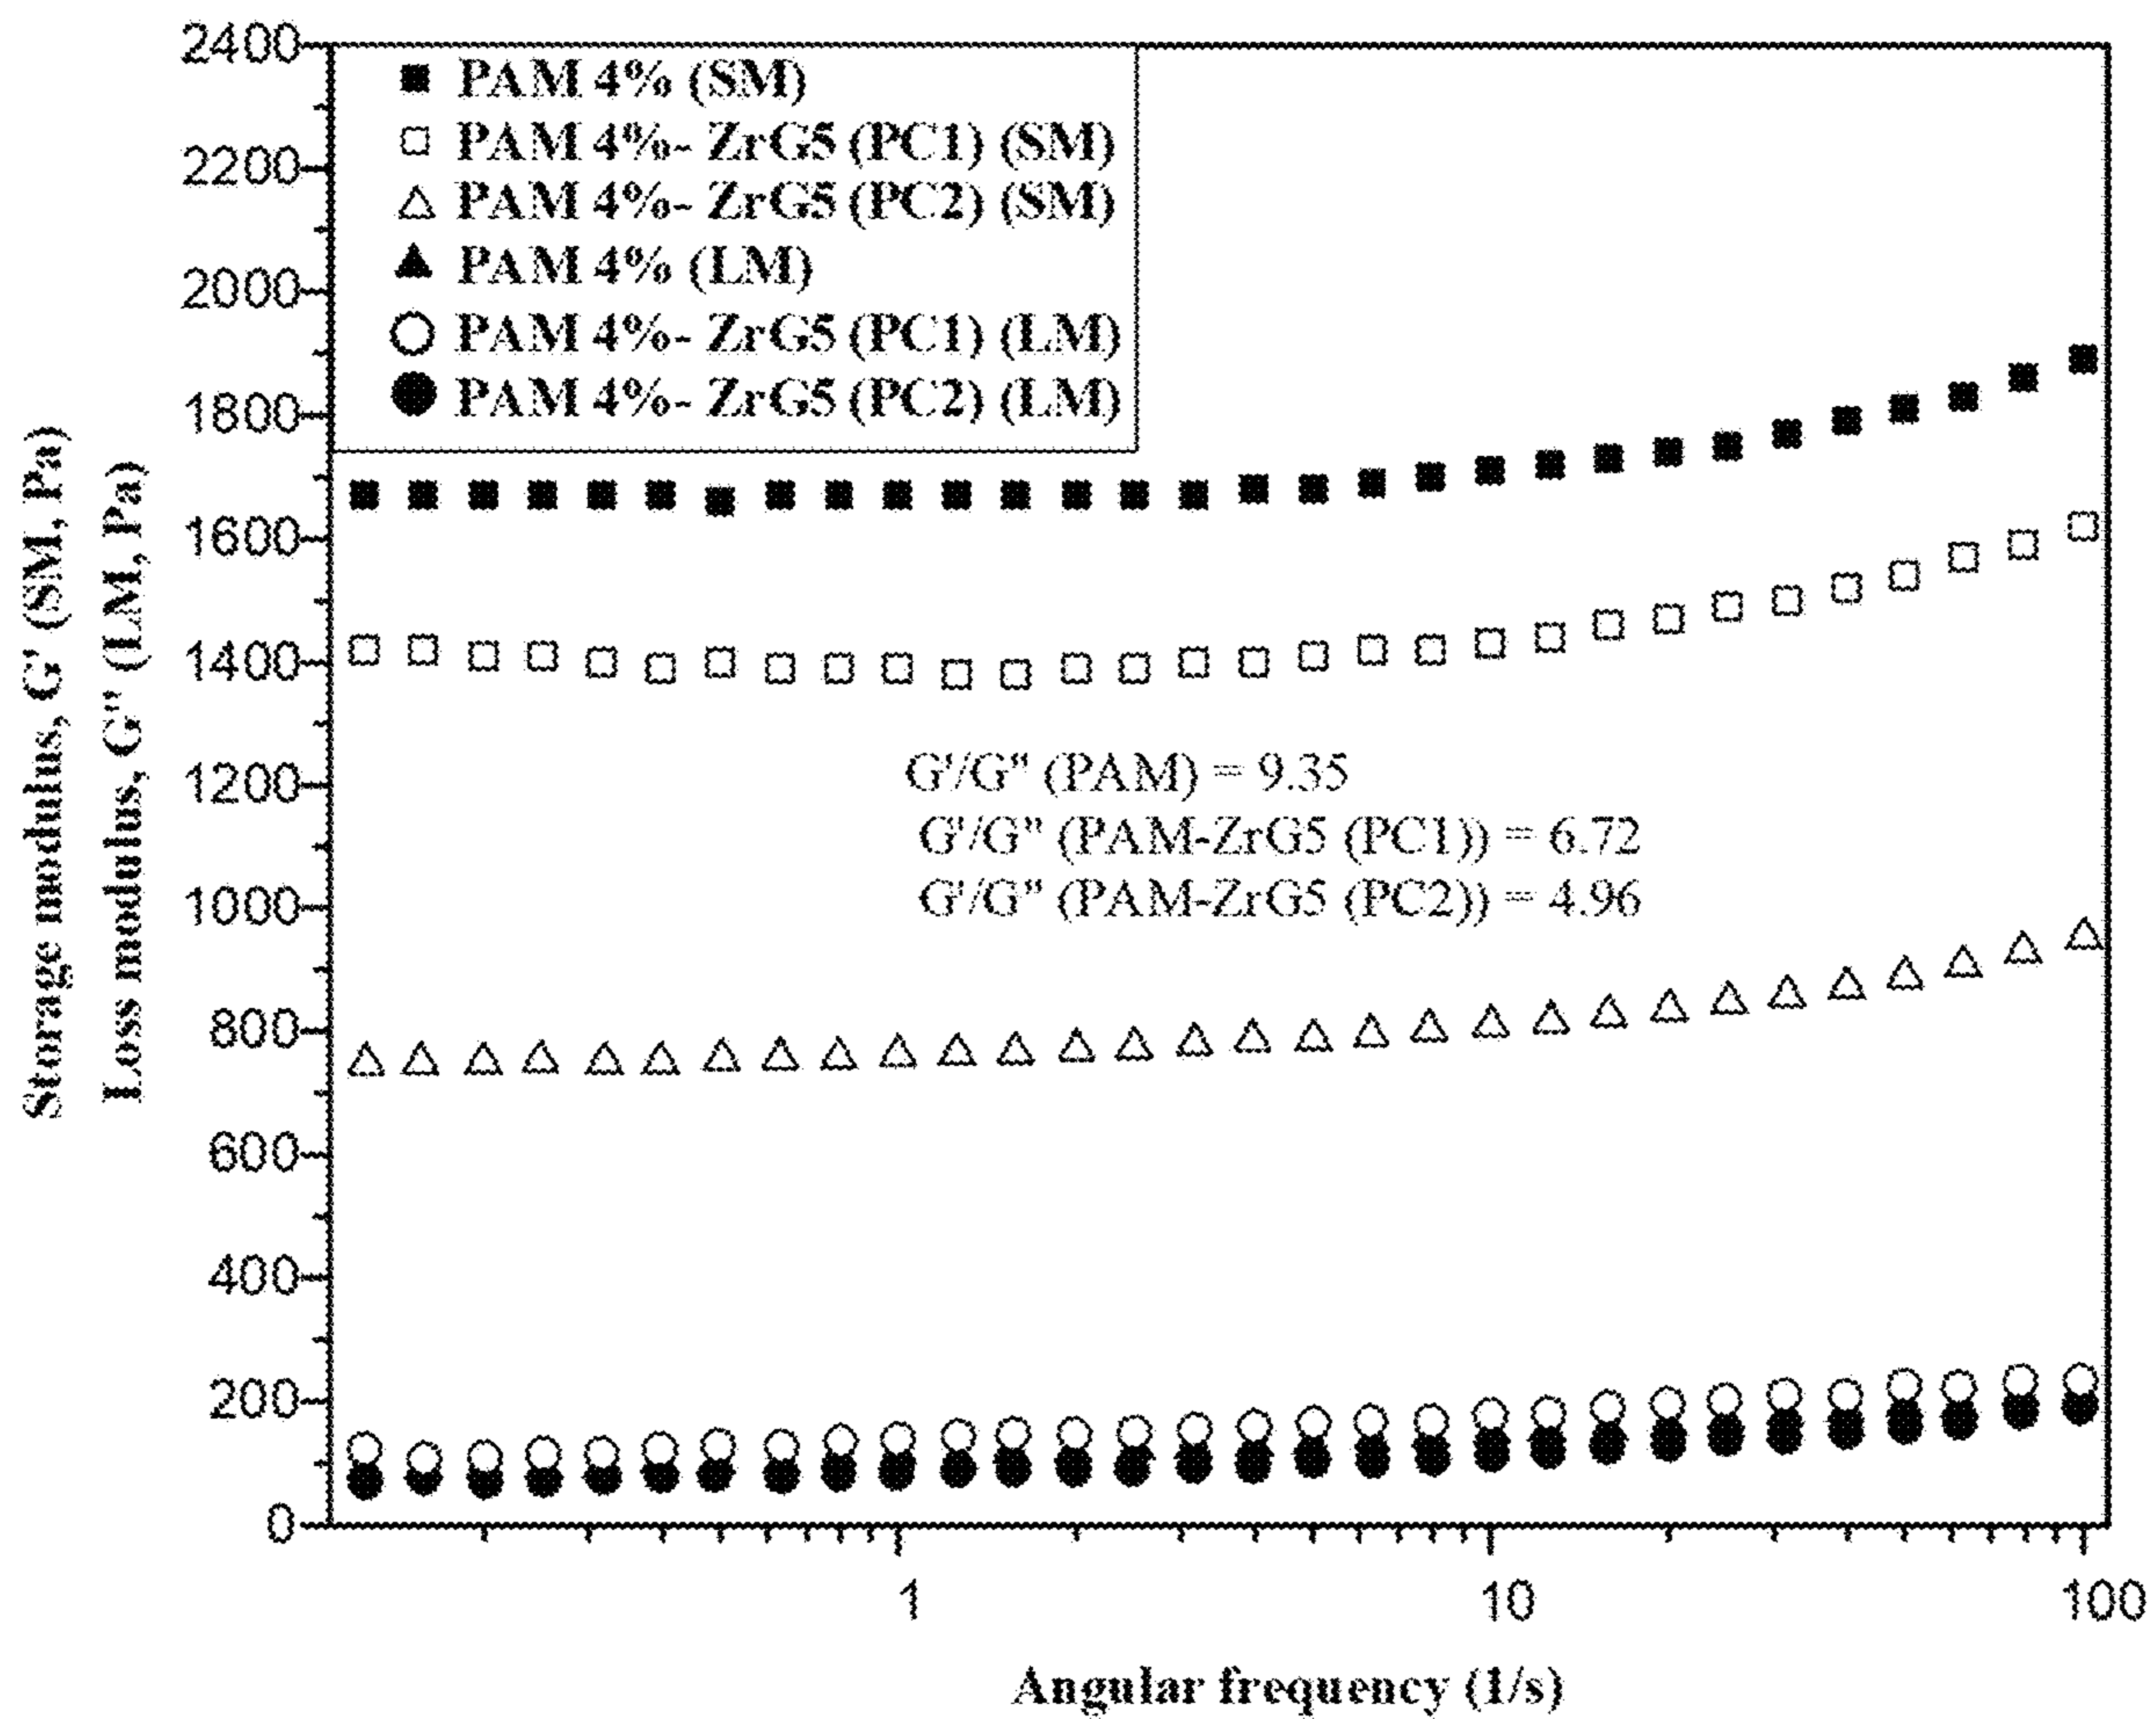 2400
2200
2000
1800
1600
1400
1200
1000
800
600
400
200
0
Storage modulus, G' (SM, Pa)
Loss modulus, G" (LM, Pa)
PAM 4% (SM)
PAM 4%- ZrG5 (PC1) (SM)
PAM 4%- ZrG5 (PC2) (SM)
PAM 4% (LM)
PAM 4%- ZrG5 (PC1) (LM)
PAM 4%- ZrG5 (PC2) (LM)
G'/G" (PAM) = 9.35
G'/G" (PAM-ZrG5 (PC1)) = 6.72
G'/G" (PAM-ZrG5 (PC2)) = 4.96
1 10 100
Angular frequency (1/s)